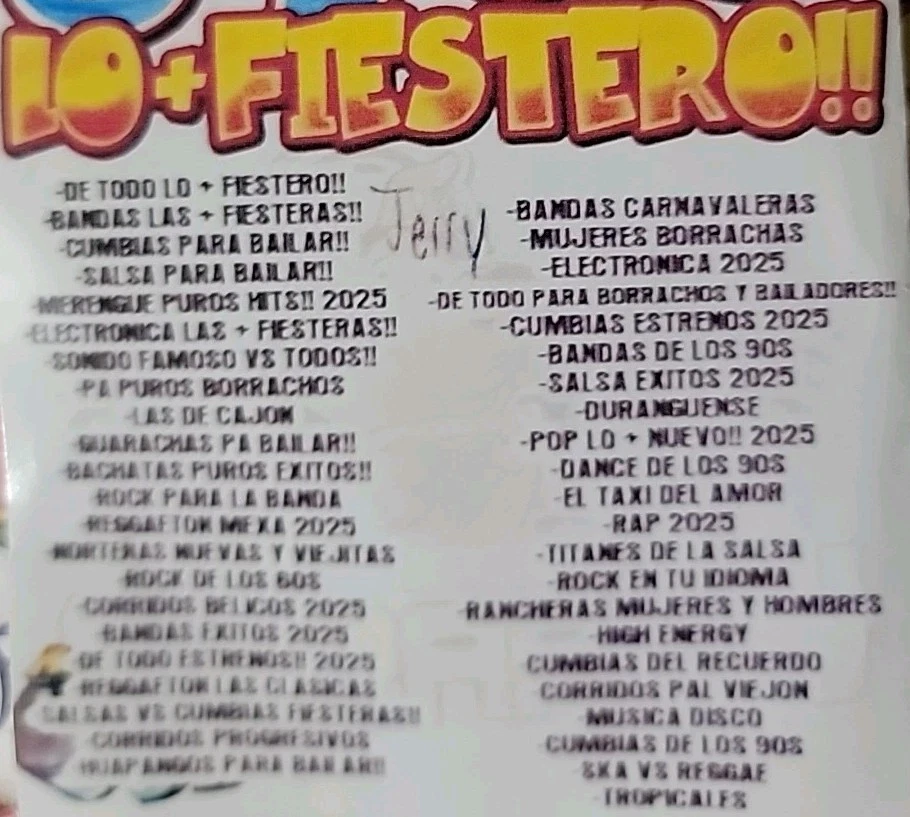 LO+FIESTERO!!
-DE TODO LO + FIESTERO!!
-BANDAS LAS + FIESTERAS!!
-CUMBIAS PARA BAILAR!!
-SALSA PARA BAILAR!!
-MERENGUE PUROS HITS!! 2025
-ELECTRONICA LAS + FIESTERAS!!
-SONIDO FAMOSO VS TODOS!!
-PA PUROS BORRACHOS
-LAS DE CAJON
-GUARACHAS PA BAILAR!!
-BACHATAS PUROS EXITOS!!
-ROCK PARA LA BANDA
-REGGAETON MEXA 2025
-NORTEÑAS NUEVAS Y VIEJITAS
-ROCK DE LOS 60S
-CORRIDOS BELICOS 2025
-BANDAS EXITOS 2025
-DE TODO ESTRENOS!! 2025
-REGGAETON LAS CLASICAS
-SALSAS VS CUMBIAS FIESTERAS!!
-CORRIDOS PROGRESIVOS
-HUAPANGOS PARA BAILAR!!
Jerry
-BANDAS CARNAVALERAS
-MUJERES BORRACHAS
-ELECTRONICA 2025
-DE TODO PARA BORRACHOS Y BAILADORES!!
-CUMBIAS ESTRENOS 2025
-BANDAS DE LOS 90S
-SALSA EXITOS 2025
-DURANGUENSE
-POP LO + NUEVO!! 2025
-DANCE DE LOS 90S
-EL TAXI DEL AMOR
-RAP 2025
-TITANES DE LA SALSA
-ROCK EN TU IDIOMA
-RANCHERAS MUJERES Y HOMBRES
-HIGH ENERGY
-CUMBIAS DEL RECUERDO
-CORRIDOS PAL VIEJON
-MUSICA DISCO
-CUMBIAS DE LOS 90S
-SKA VS REGGAE
-TROPICALES